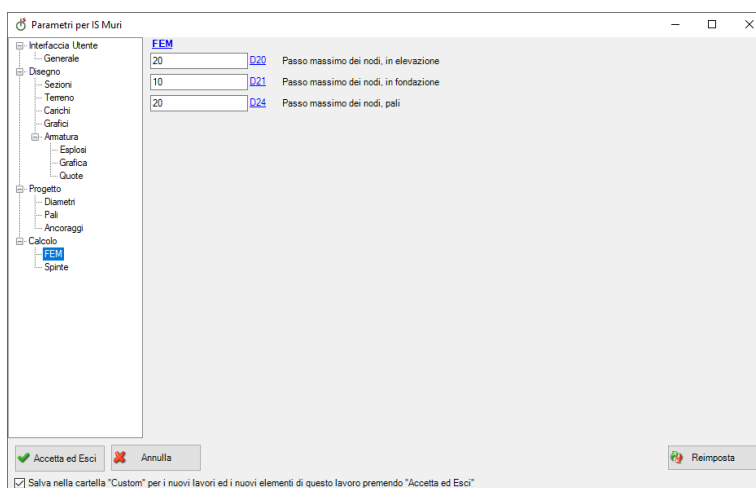 Parametri per IS Muri
Interfaccia Utente
Generale
Disegno
Sezioni
Terreno
Carichi
Grafici
Armatura
Esplosi
Grafica
Quote
Progetto
Diametri
Pali
Ancoraggi
Calcolo
FEM
Spinte
FEM
20 D20 Passo massimo dei nodi, in elevazione
10 D21 Passo massimo dei nodi, in fondazione
20 D24 Passo massimo dei nodi, pali
Accetta ed Esci Annulla Reimposta
Salva nella cartella "Custom" per i nuovi lavori ed i nuovi elementi di questo lavoro premendo "Accetta ed Esci"